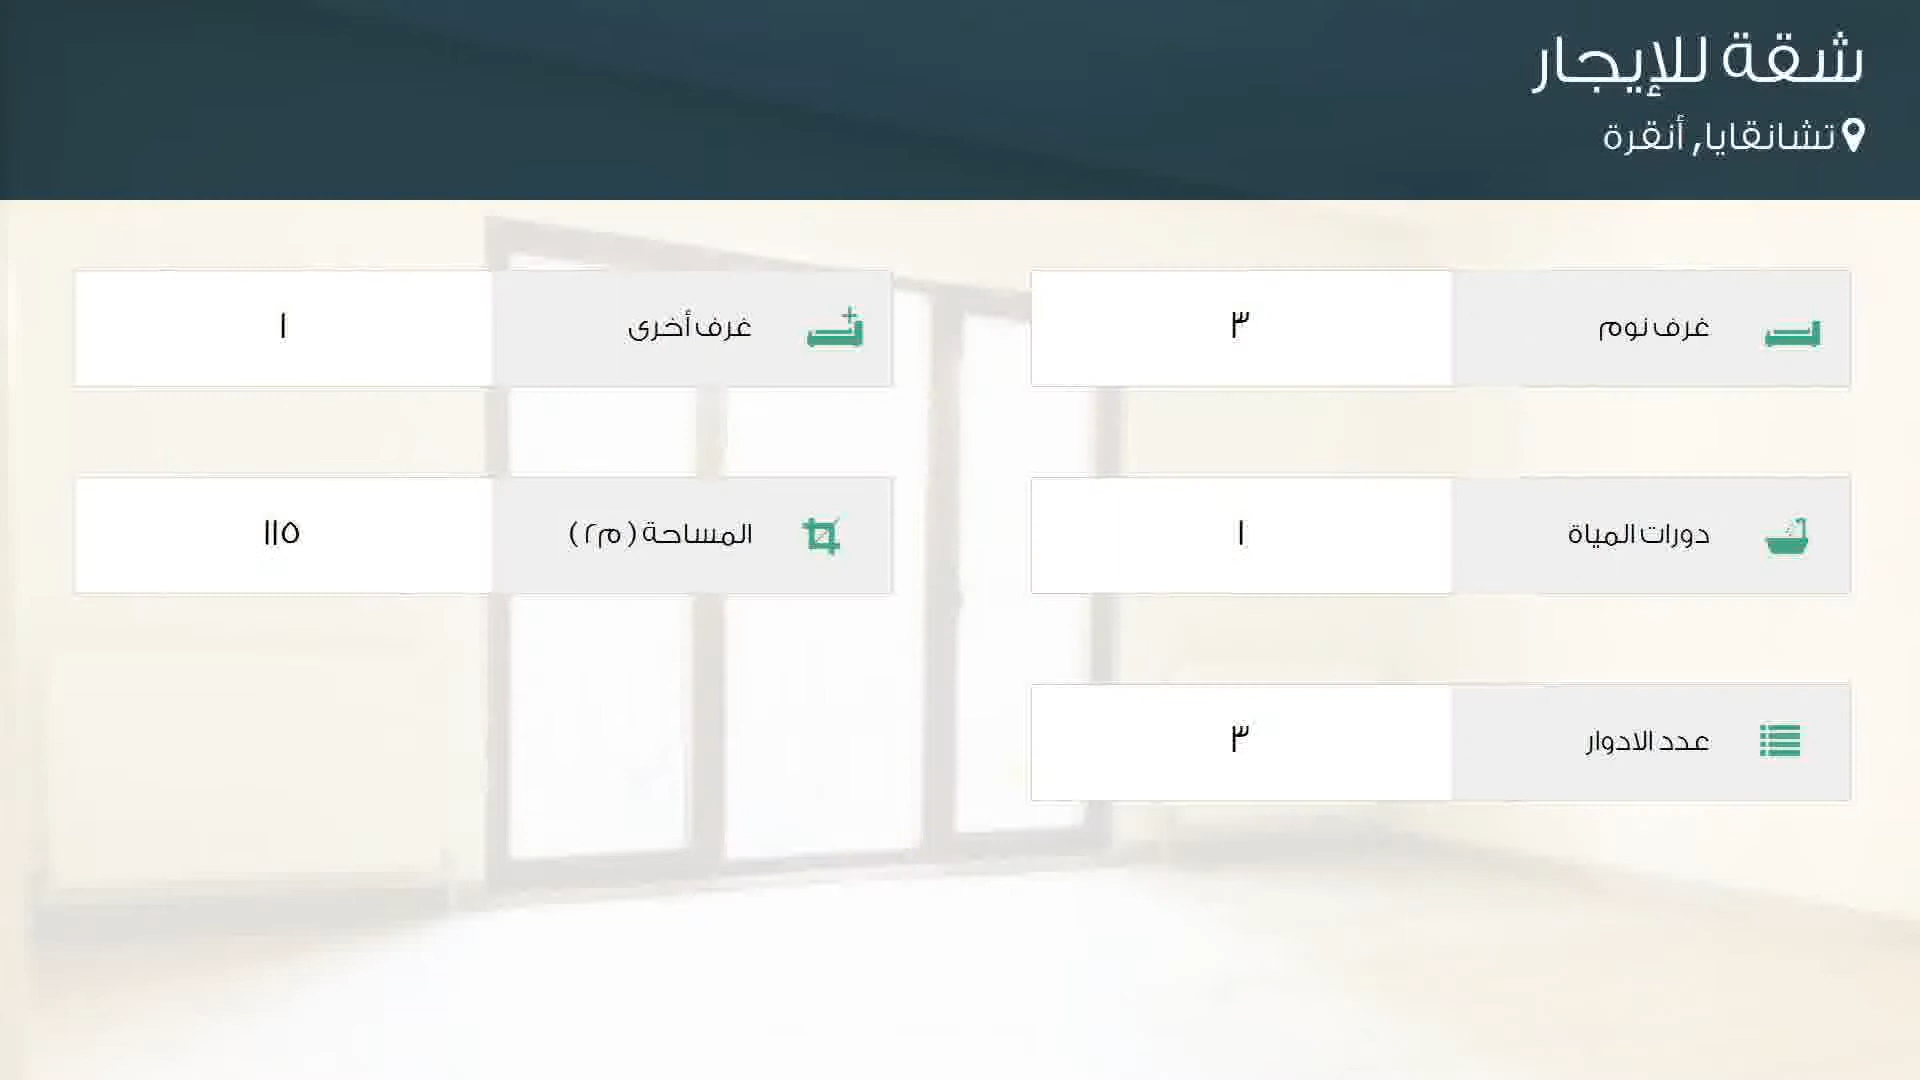 شقة للإيجار
تشانقايا, أنقرة
غرف نوم ٣
غرف أخرى ١
دورات المياة ١
المساحة (م٢) ١١٥
عدد الادوار ٣